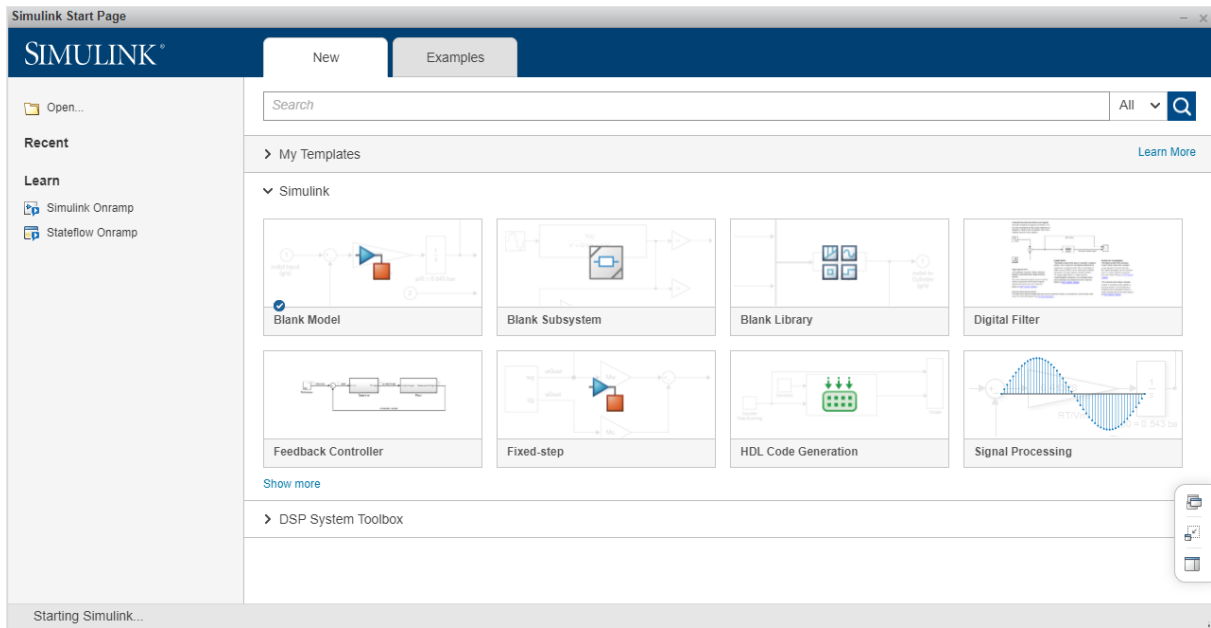 Simulink Start Page
SIMULINK®
New
Examples
Open...
Recent
Learn
Simulink Onramp
Stateflow Onramp
Search
All
My Templates
Learn More
Simulink
Blank Model
Blank Subsystem
Blank Library
Digital Filter
Feedback Controller
Fixed-step
HDL Code Generation
Signal Processing
Show more
DSP System Toolbox
Starting Simulink...